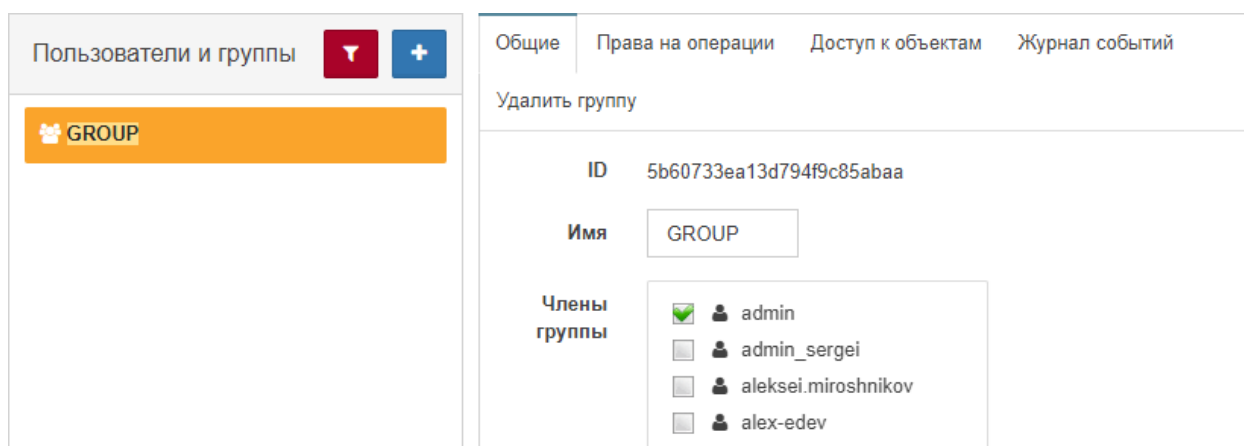 Пользователи и группы
GROUP
Общие Права на операции Доступ к объектам Журнал событий
Удалить группу
ID 5b60733ea13d794f9c85abaa
Имя GROUP
Члены группы
admin
admin_sergei
aleksei.miroshnikov
alex-edev